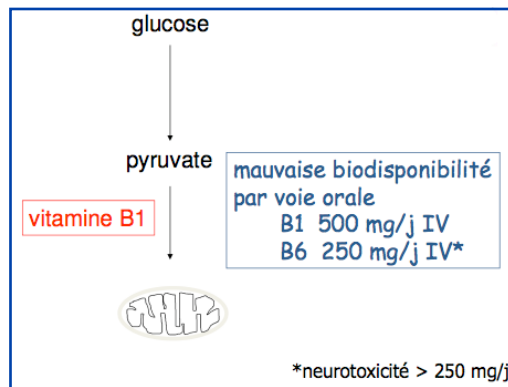 glucose
pyruvate
vitamine B1
mauvaise biodisponibilité
par voie orale
B1 500 mg/j IV
B6 250 mg/j IV*
*neurotoxicité > 250 mg/j